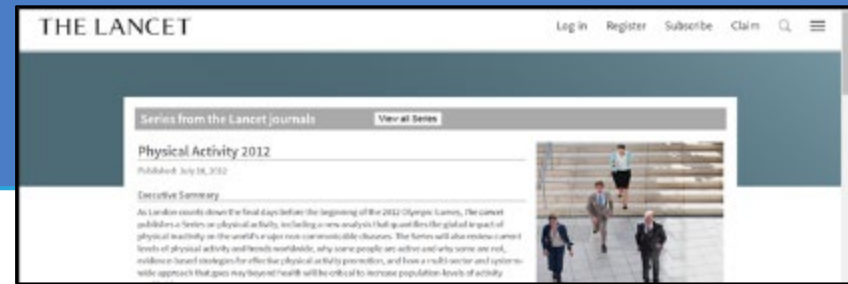 THE LANCET
Log in Register Subscribe Claim
Series from the Lancet journals View all Series
Physical Activity 2012
Published: July 18, 2012
Executive Summary
As London counts down the final days before the beginning of the 2012 Olympic Games, The Lancet
publishes a Series on physical activity, including a new analysis that quantifies the global impact of
physical inactivity on the world's major non-communicable diseases. The Series will also review current
levels of physical activity and trends worldwide, why some people are active and why some are not,
evidence-based strategies for effective physical activity promotion, and how a multi-sector and systems-
wide approach that goes way beyond health will be critical to increase population-levels of activity